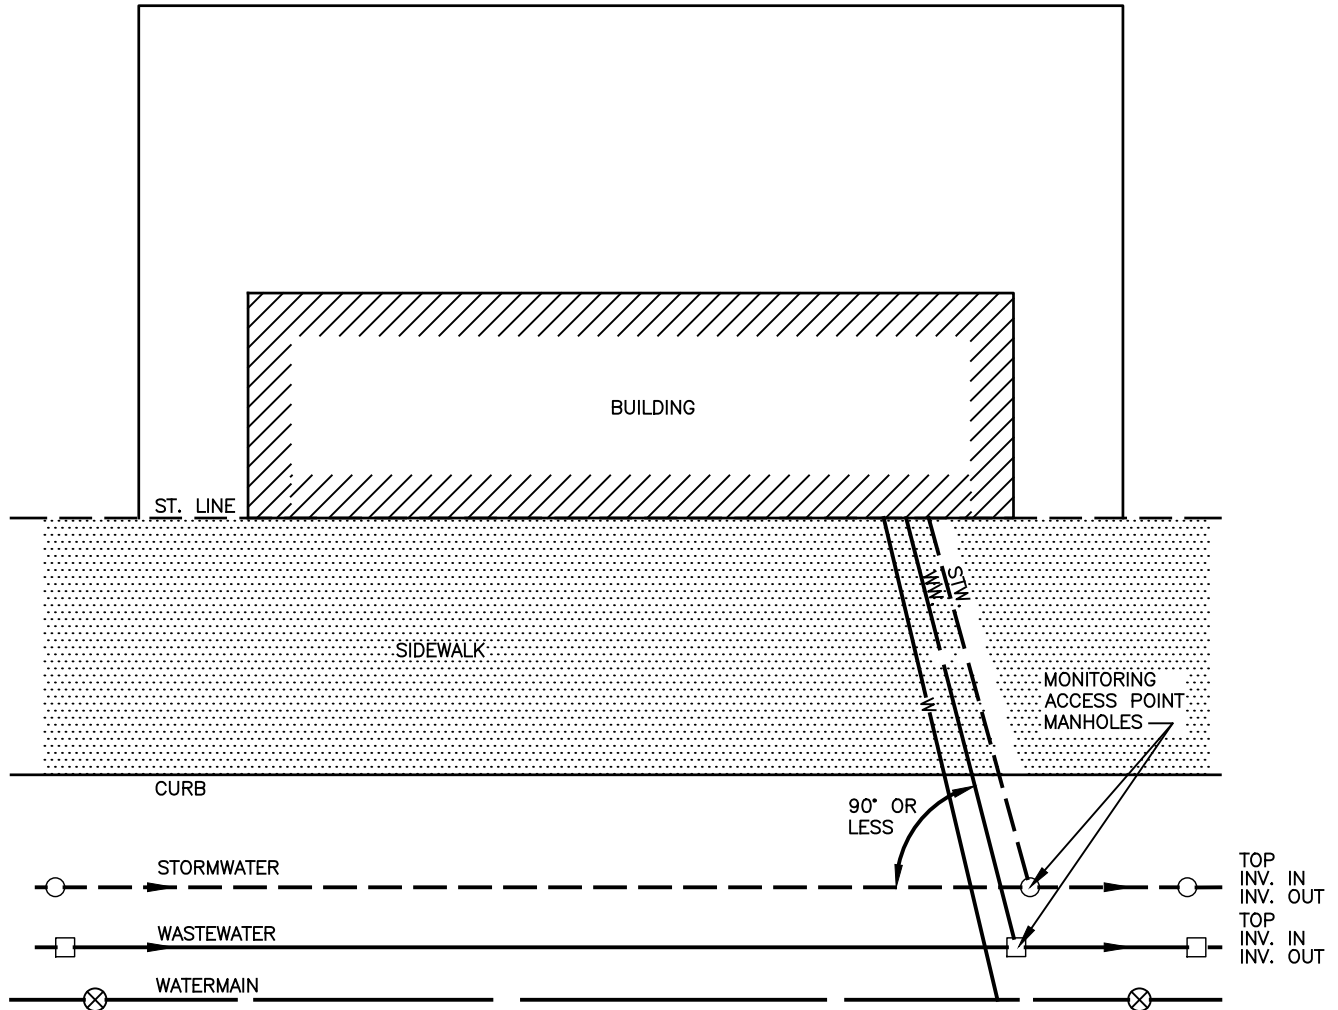 BUILDING
ST. LINE
STW.
WW.
SIDEWALK
W
MONITORING
ACCESS POINT
MANHOLES
CURB
90° OR
LESS
STORMWATER
TOP
INV. IN
INV. OUT
WASTEWATER
TOP
INV. IN
INV. OUT
WATERMAIN